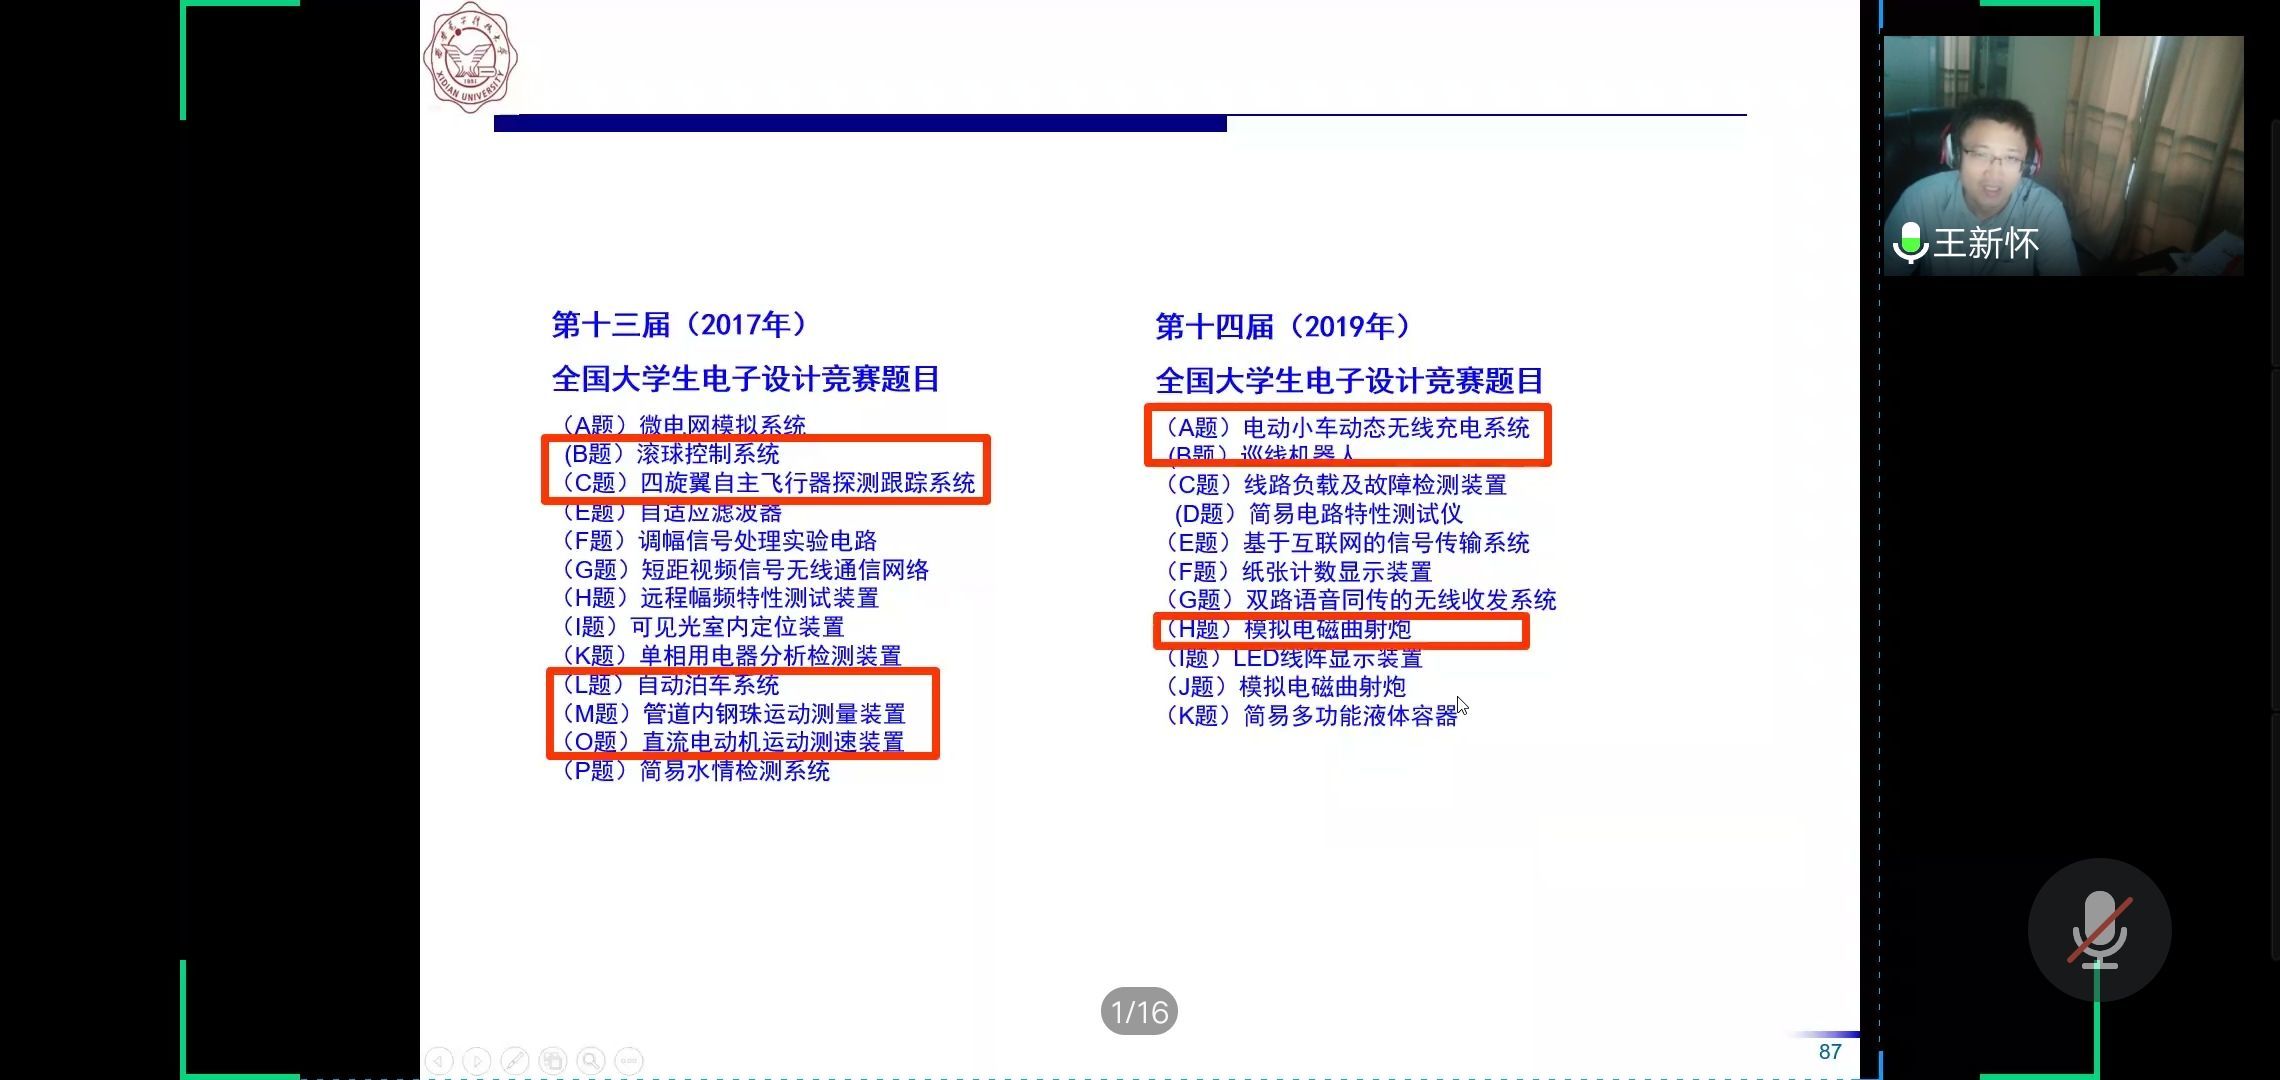 XIDIAN UNIVERSITY
1931
第十三届（2017年）
全国大学生电子设计竞赛题目
（A题）微电网模拟系统
(B题）滚球控制系统
（C题）四旋翼自主飞行器探测跟踪系统
（E题）自适应滤波器
（F题）调幅信号处理实验电路
（G题）短距视频信号无线通信网络
（H题）远程幅频特性测试装置
（I题）可见光室内定位装置
（K题）单相用电器分析检测装置
（L题）自动泊车系统
（M题）管道内钢珠运动测量装置
（O题）直流电动机运动测速装置
（P题）简易水情检测系统
第十四届（2019年）
全国大学生电子设计竞赛题目
（A题）电动小车动态无线充电系统
(B题）巡线机器人
（C题）线路负载及故障检测装置
(D题）简易电路特性测试仪
（E题）基于互联网的信号传输系统
（F题）纸张计数显示装置
（G题）双路语音同传的无线收发系统
（H题）模拟电磁曲射炮
（I题）LED线阵显示装置
（J题）模拟电磁曲射炮
（K题）简易多功能液体容器
王新怀
1/16
87